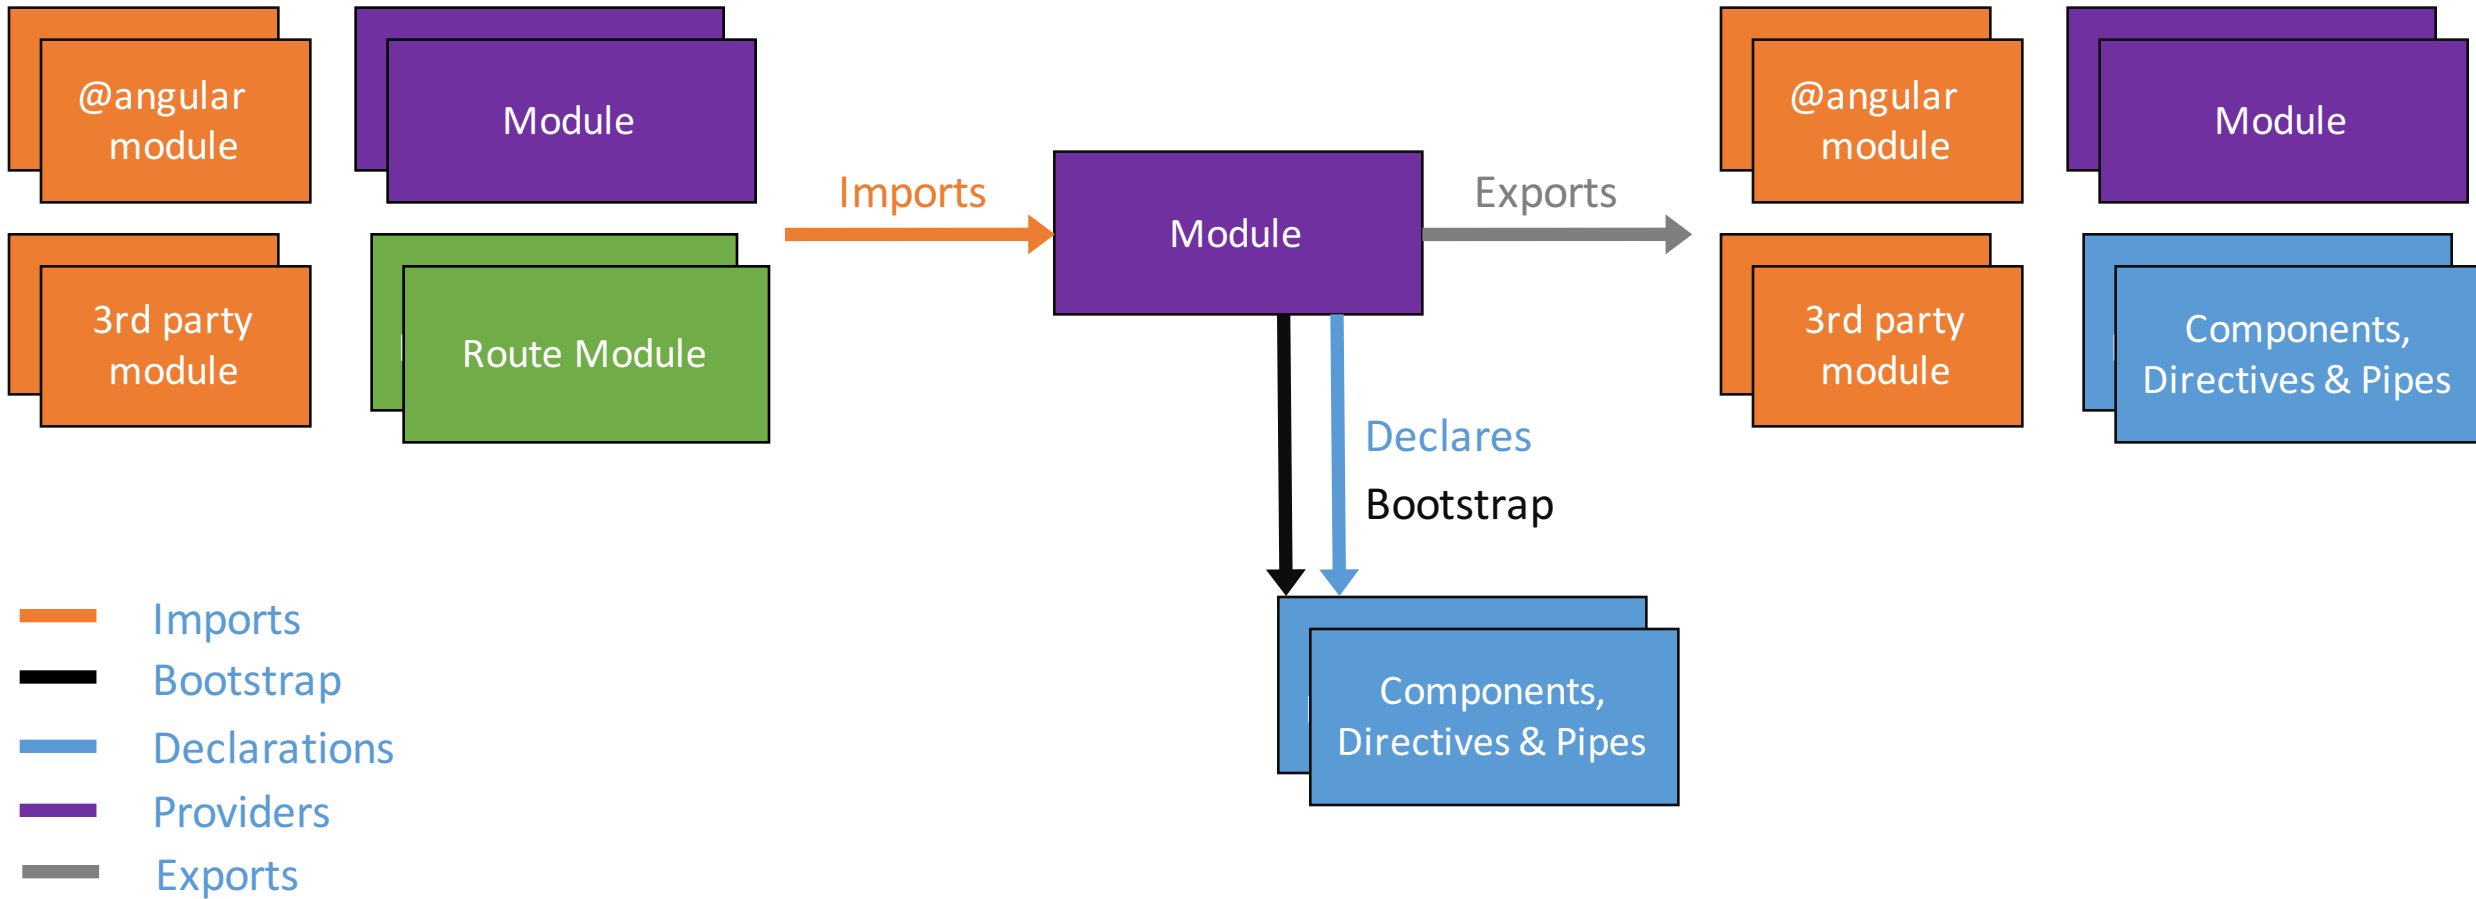 @angular
module
Module
3rd party
module
Route Module
Imports
Module
Exports
@angular
module
Module
3rd party
module
Components,
Directives & Pipes
Declares
Bootstrap
Components,
Directives & Pipes
Imports
Bootstrap
Declarations
Providers
Exports